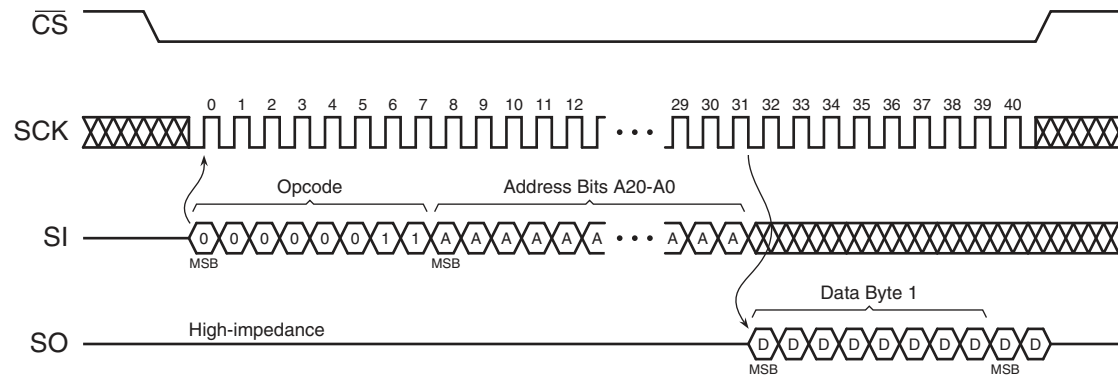 CS
0 1 2 3 4 5 6 7 8 9 10 11 12 29 30 31 32 33 34 35 36 37 38 39 40
SCK
Opcode Address Bits A20-A0
SI 0 0 0 0 0 0 1 1 A A A A A A A A A
MSB MSB
Data Byte 1
High-impedance
SO D D D D D D D D D D
MSB MSB